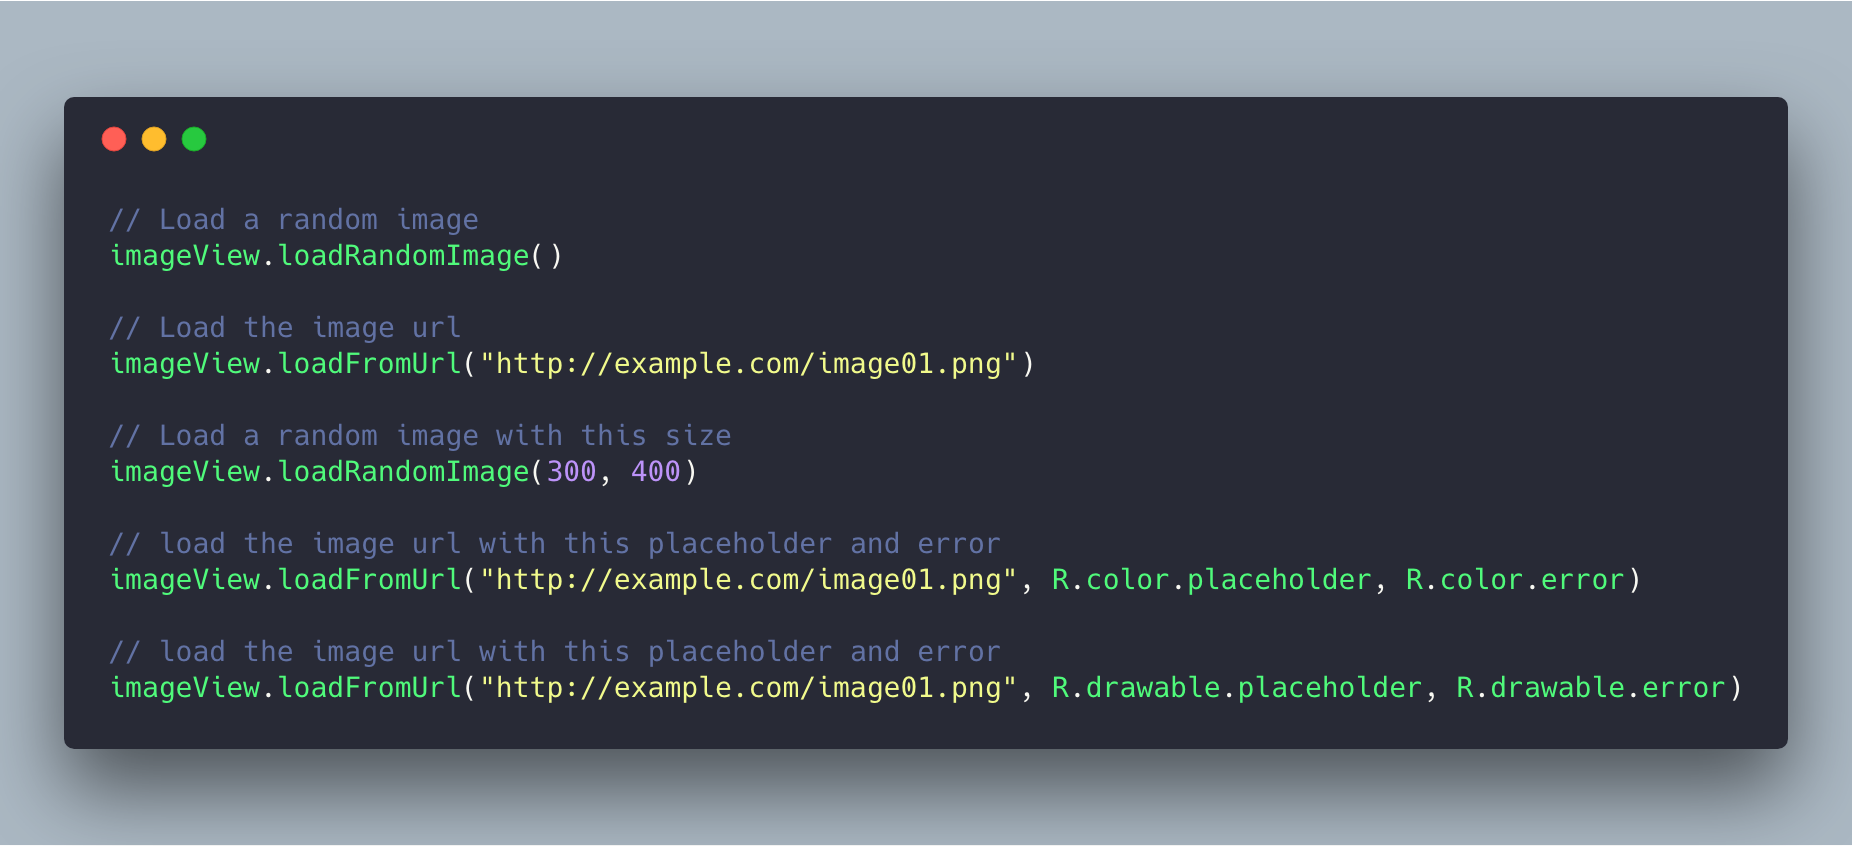 // Load a random image
imageView.loadRandomImage()
// Load the image url
imageView.loadFromUrl("http://example.com/image01.png")
// Load a random image with this size
imageView.loadRandomImage(300, 400)
// load the image url with this placeholder and error
imageView.loadFromUrl("http://example.com/image01.png", R.color.placeholder, R.color.error)
// load the image url with this placeholder and error
imageView.loadFromUrl("http://example.com/image01.png", R.drawable.placeholder, R.drawable.error)